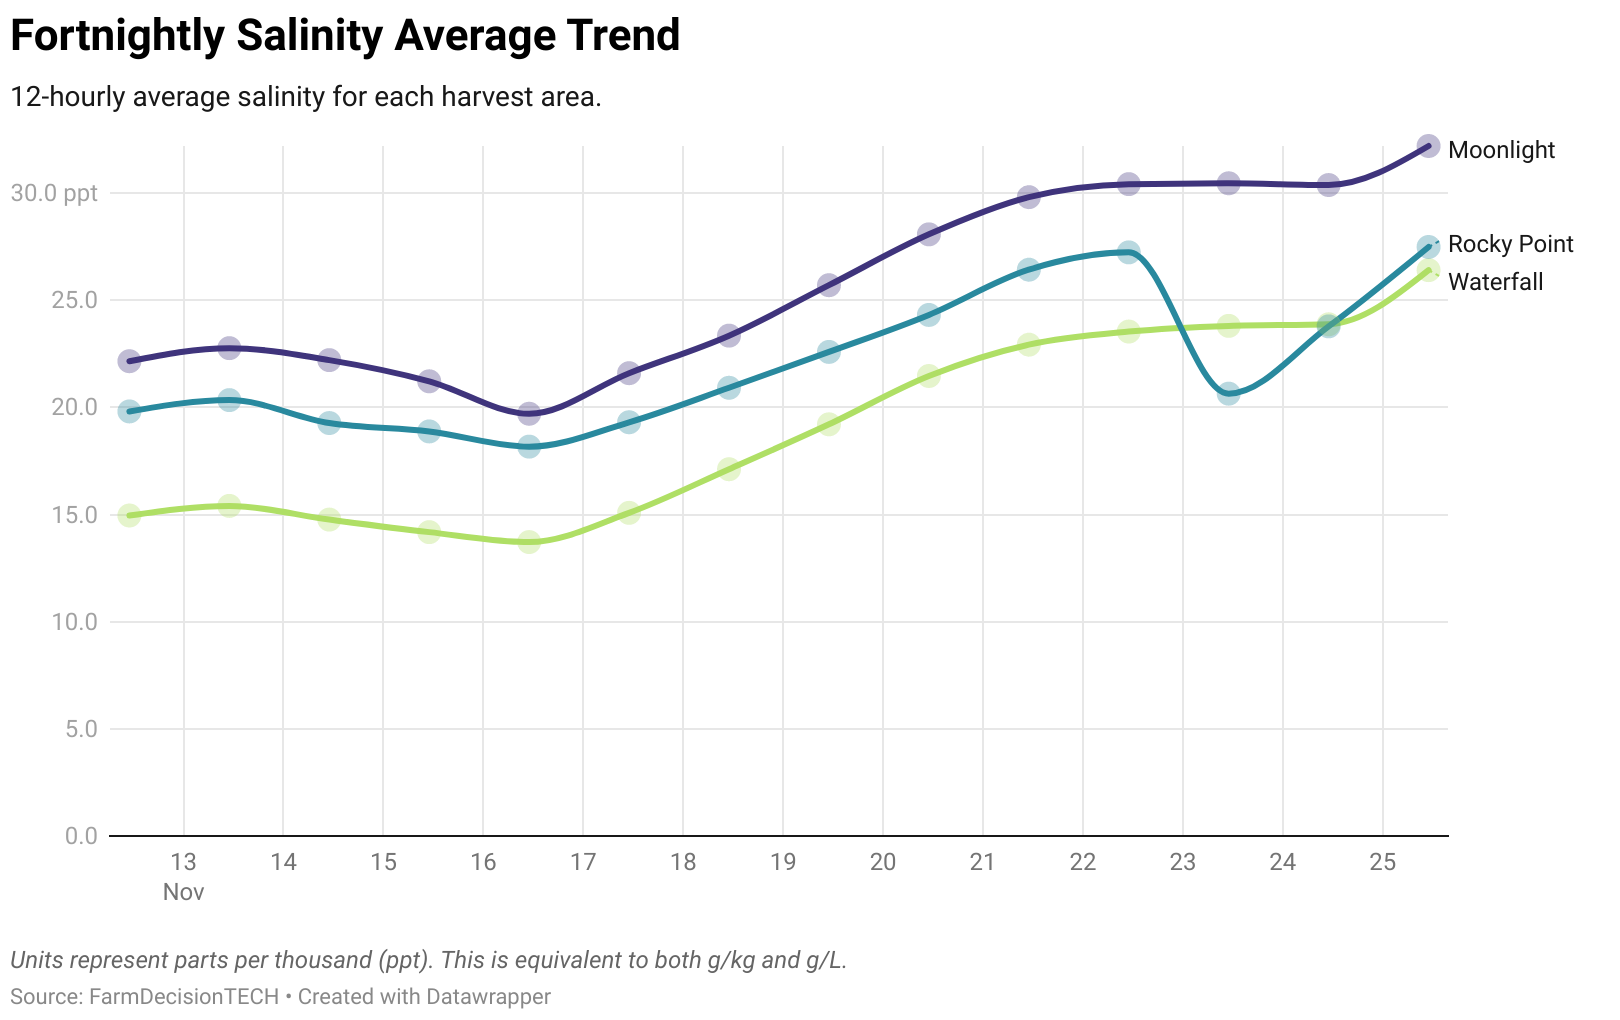 Fortnightly Salinity Average Trend
12-hourly average salinity for each harvest area.
Moonlight
30.0 ppt
Rocky Point
Waterfall
25.0
20.0
15.0
10.0
5.0
0.0
13 14 15 16 17 18 19 20 21 22 23 24 25
Nov
Units represent parts per thousand (ppt). This is equivalent to both g/kg and g/L.
Source: FarmDecisionTECH • Created with Datawrapper